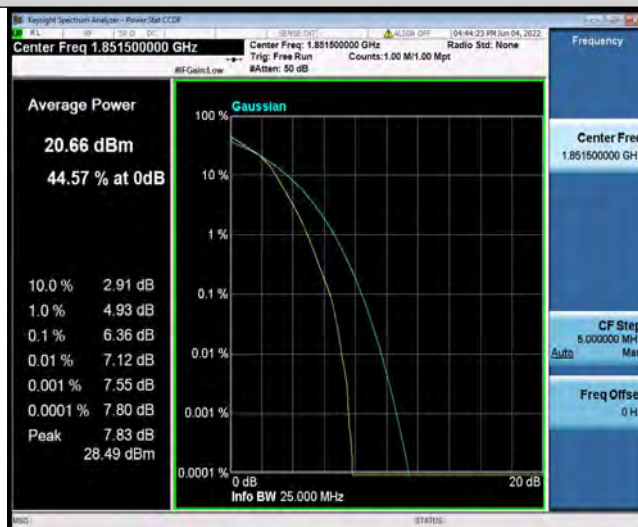 Keysight Spectrum Analyzer - Power Stat CCDF
RL RF 50 Ω DC SENSE:INT ALIGN OFF 04:44:23 PM Jun 04, 2022
Center Freq 1.851500000 GHz
Center Freq: 1.851500000 GHz
Radio Std: None
Trig: Free Run
Counts:1.00 M/1.00 Mpt
#IFGain:Low
#Atten: 50 dB
Frequency
Average Power
20.66 dBm
44.57 % at 0dB
10.0 % 2.91 dB
1.0 % 4.93 dB
0.1 % 6.36 dB
0.01 % 7.12 dB
0.001 % 7.55 dB
0.0001 % 7.80 dB
Peak 7.83 dB
28.49 dBm
Gaussian
100 %
10 %
1 %
0.1 %
0.01 %
0.001 %
0.0001 %
0 dB
20 dB
Info BW 25.000 MHz
Center Freq
1.851500000 GH
CF Step
5.000000 MH
Auto Man
Freq Offse
0 H
MSG
STATUS